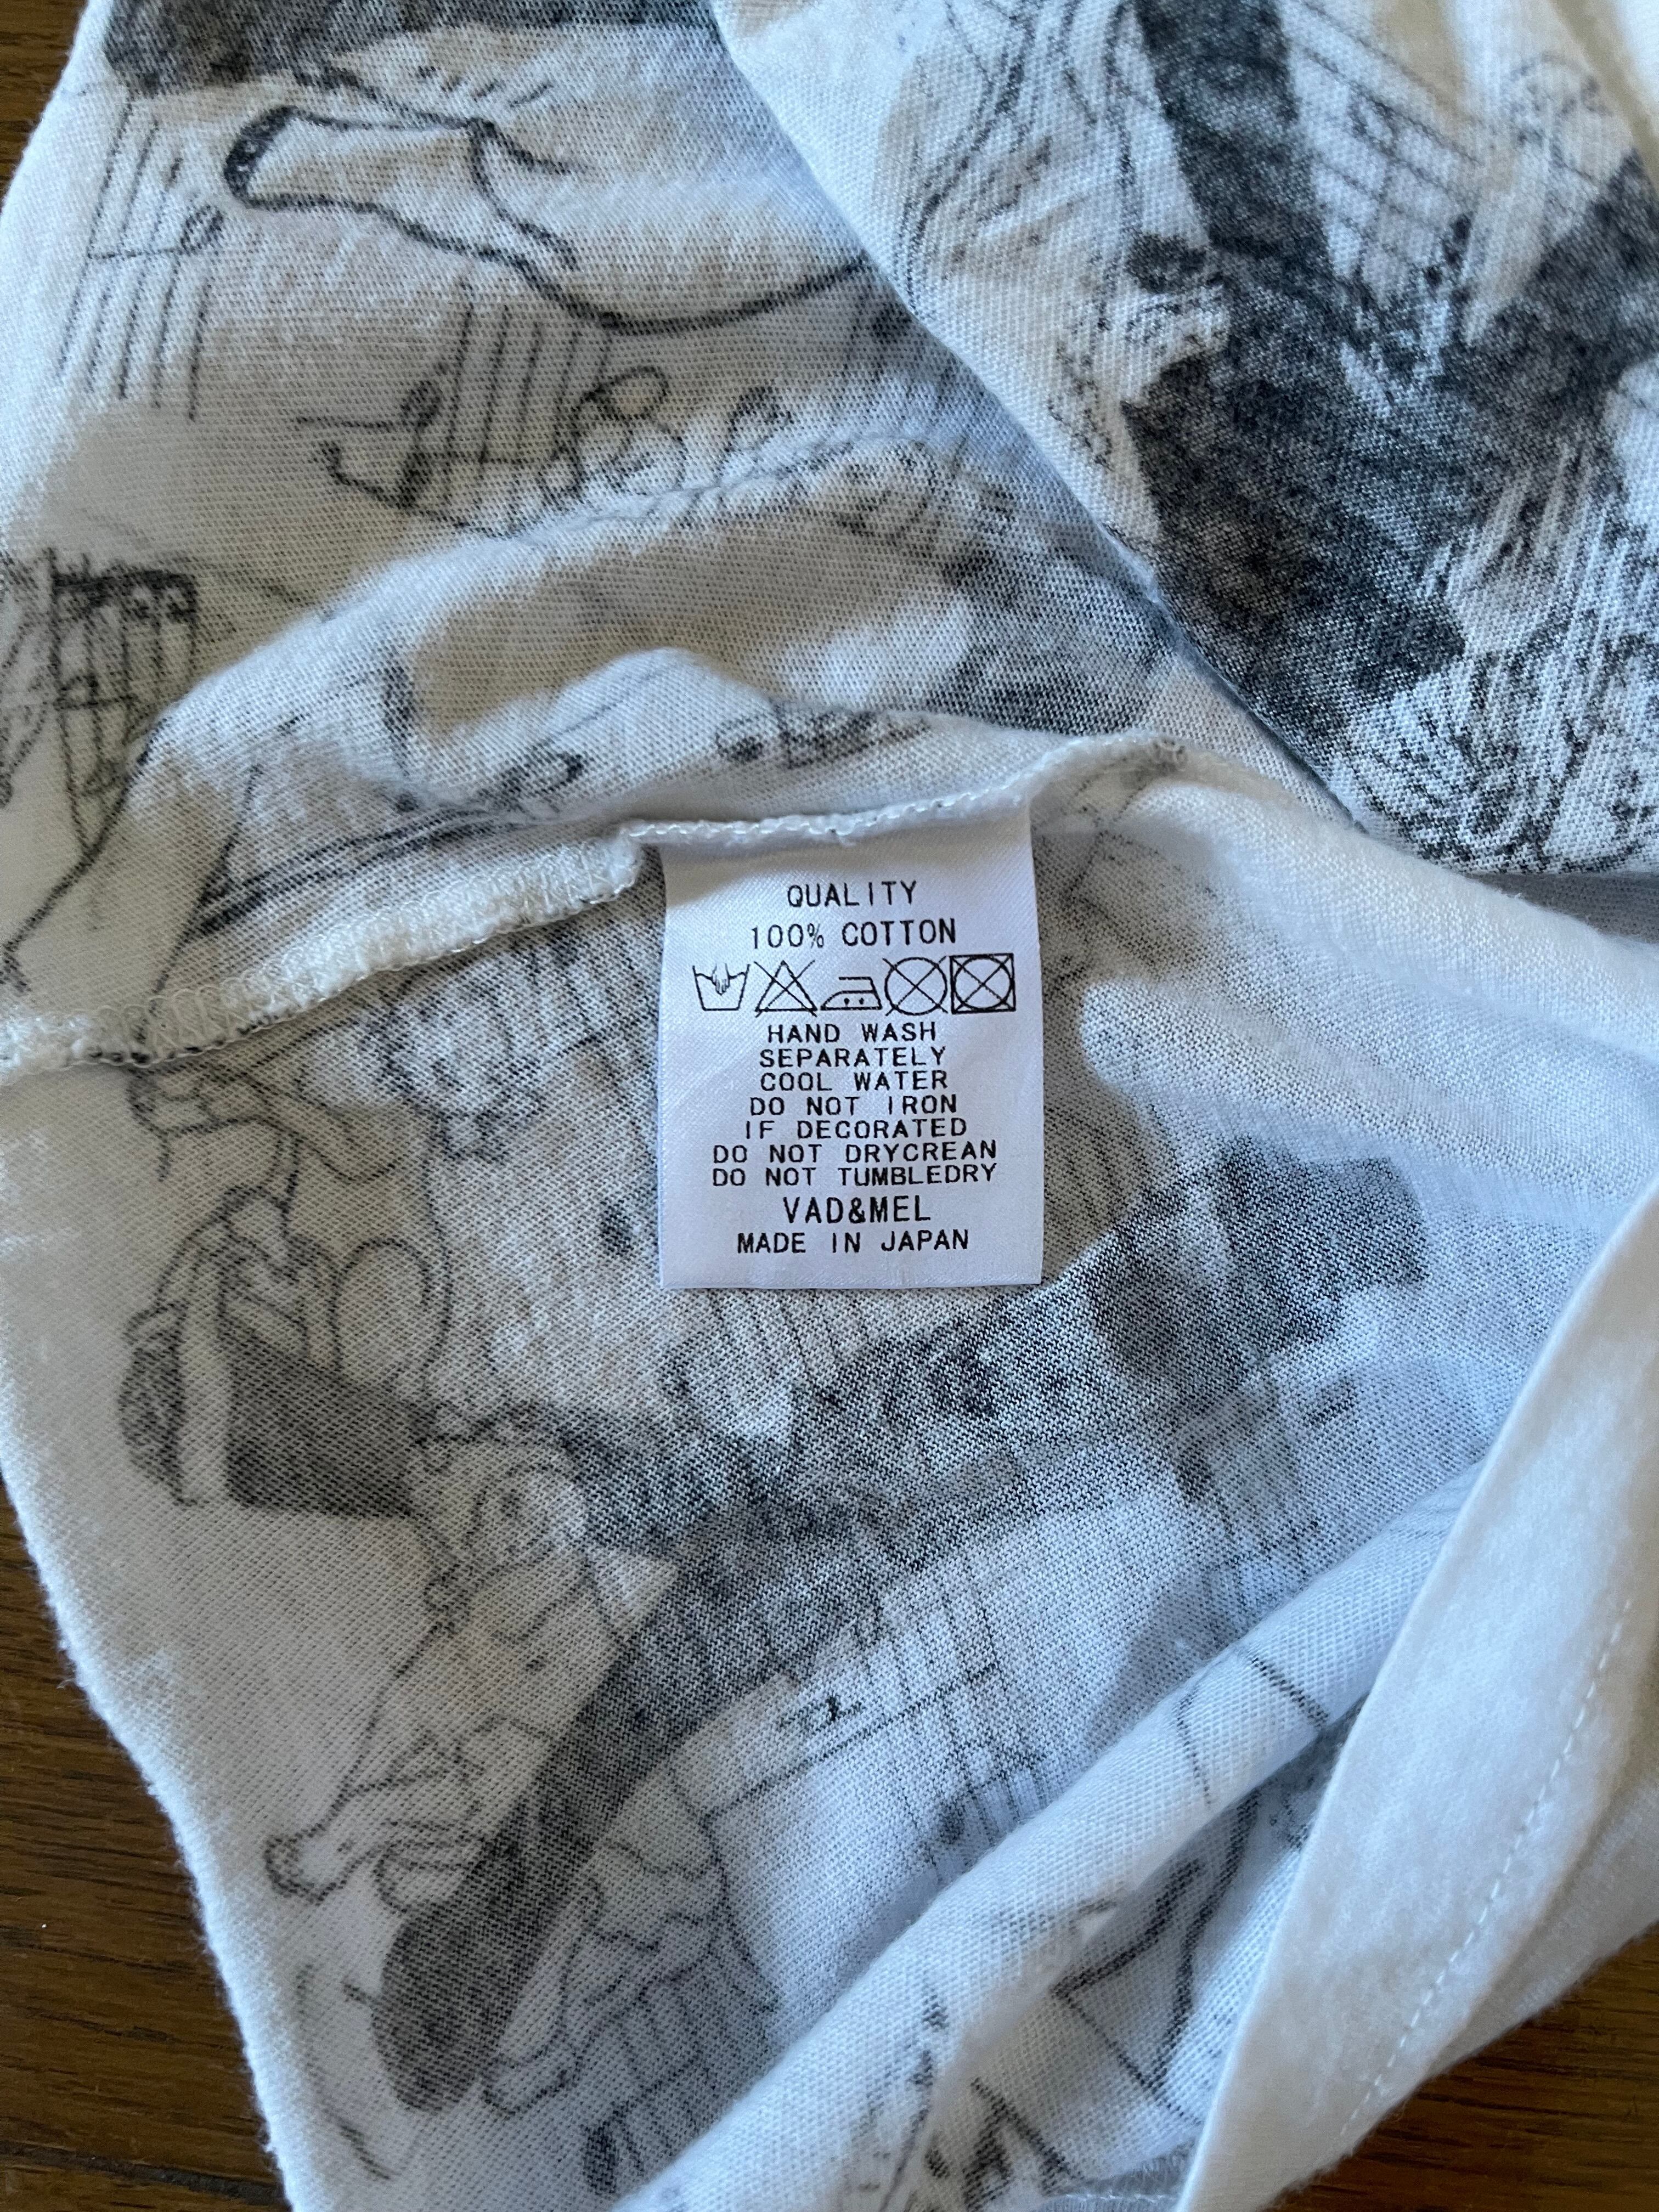 QUALITY
100% COTTON
HAND WASH
SEPARATELY
COOL WATER
DO NOT IRON
IF DECORATED
DO NOT DRYCREAN
DO NOT TUMBLEDRY
VAD&MEL
MADE IN JAPAN